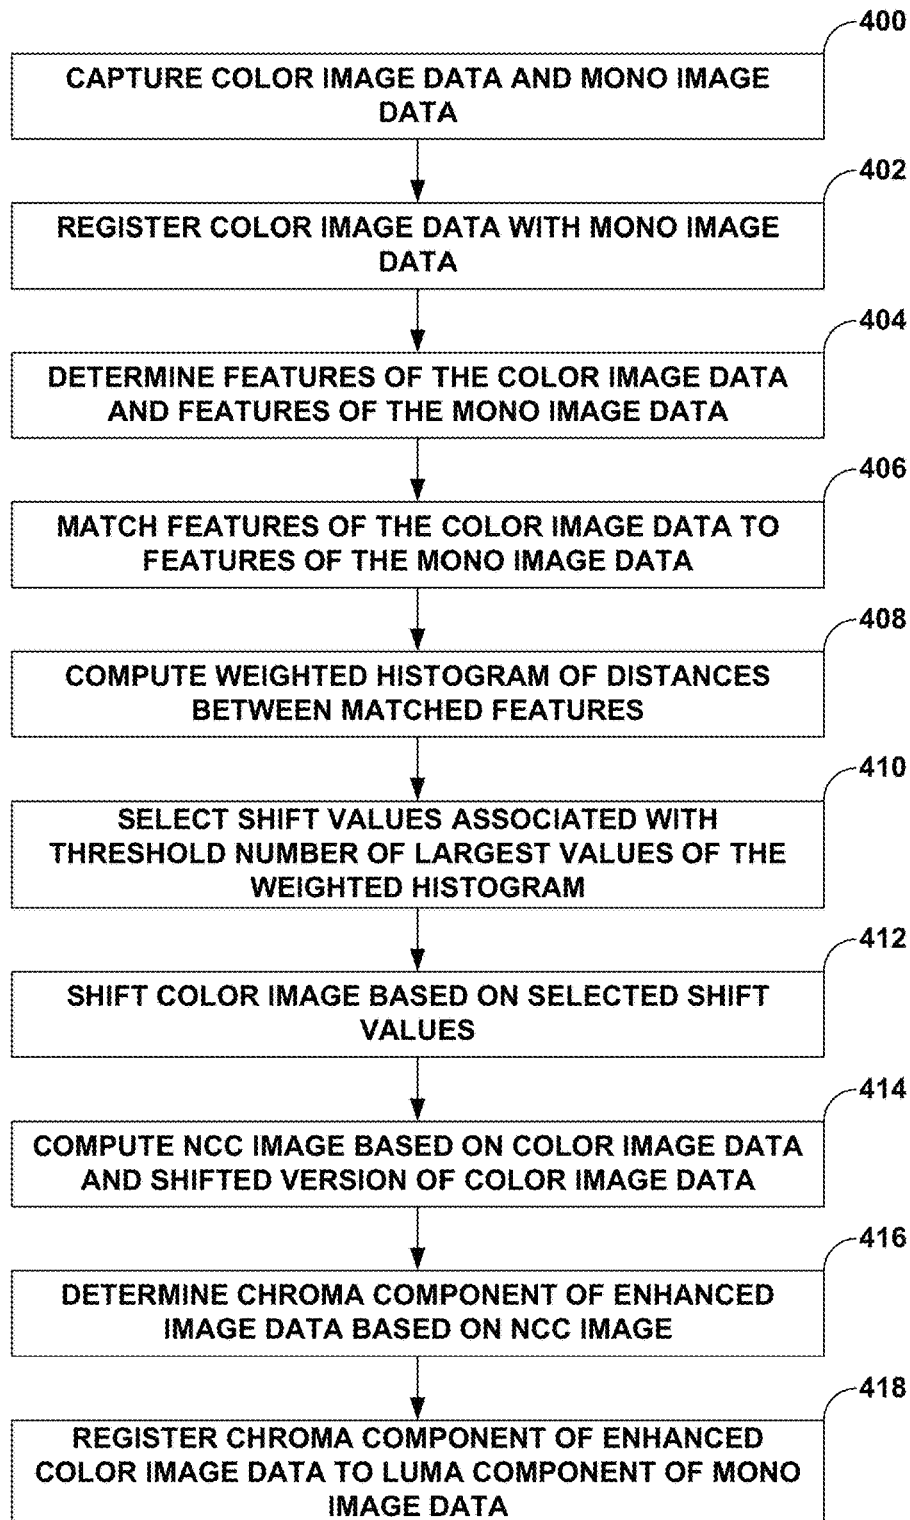 400
CAPTURE COLOR IMAGE DATA AND MONO IMAGE
DATA
402
REGISTER COLOR IMAGE DATA WITH MONO IMAGE
DATA
404
DETERMINE FEATURES OF THE COLOR IMAGE DATA
AND FEATURES OF THE MONO IMAGE DATA
406
MATCH FEATURES OF THE COLOR IMAGE DATA TO
FEATURES OF THE MONO IMAGE DATA
408
COMPUTE WEIGHTED HISTOGRAM OF DISTANCES
BETWEEN MATCHED FEATURES
410
SELECT SHIFT VALUES ASSOCIATED WITH
THRESHOLD NUMBER OF LARGEST VALUES OF THE
WEIGHTED HISTOGRAM
412
SHIFT COLOR IMAGE BASED ON SELECTED SHIFT
VALUES
414
COMPUTE NCC IMAGE BASED ON COLOR IMAGE DATA
AND SHIFTED VERSION OF COLOR IMAGE DATA
416
DETERMINE CHROMA COMPONENT OF ENHANCED
IMAGE DATA BASED ON NCC IMAGE
418
REGISTER CHROMA COMPONENT OF ENHANCED
COLOR IMAGE DATA TO LUMA COMPONENT OF MONO
IMAGE DATA